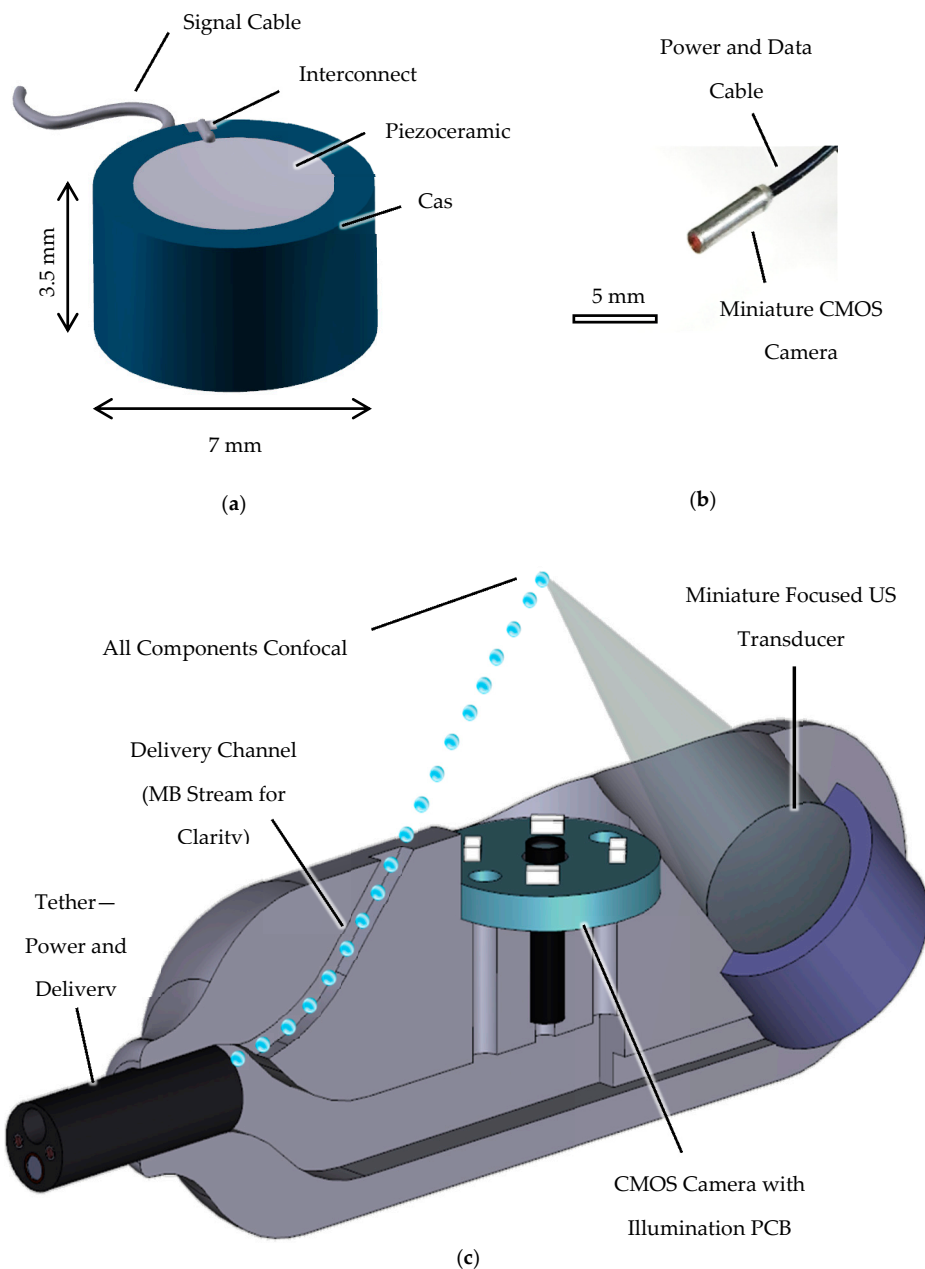 Signal Cable
Interconnect
Piezoceramic
Cas
3.5 mm
7 mm
(a)
Power and Data
Cable
5 mm
Miniature CMOS
Camera
(b)
All Components Confocal
Miniature Focused US
Transducer
Delivery Channel
(MB Stream for
Clarity)
Tether—
Power and
Delivery
CMOS Camera with
Illumination PCB
(c)